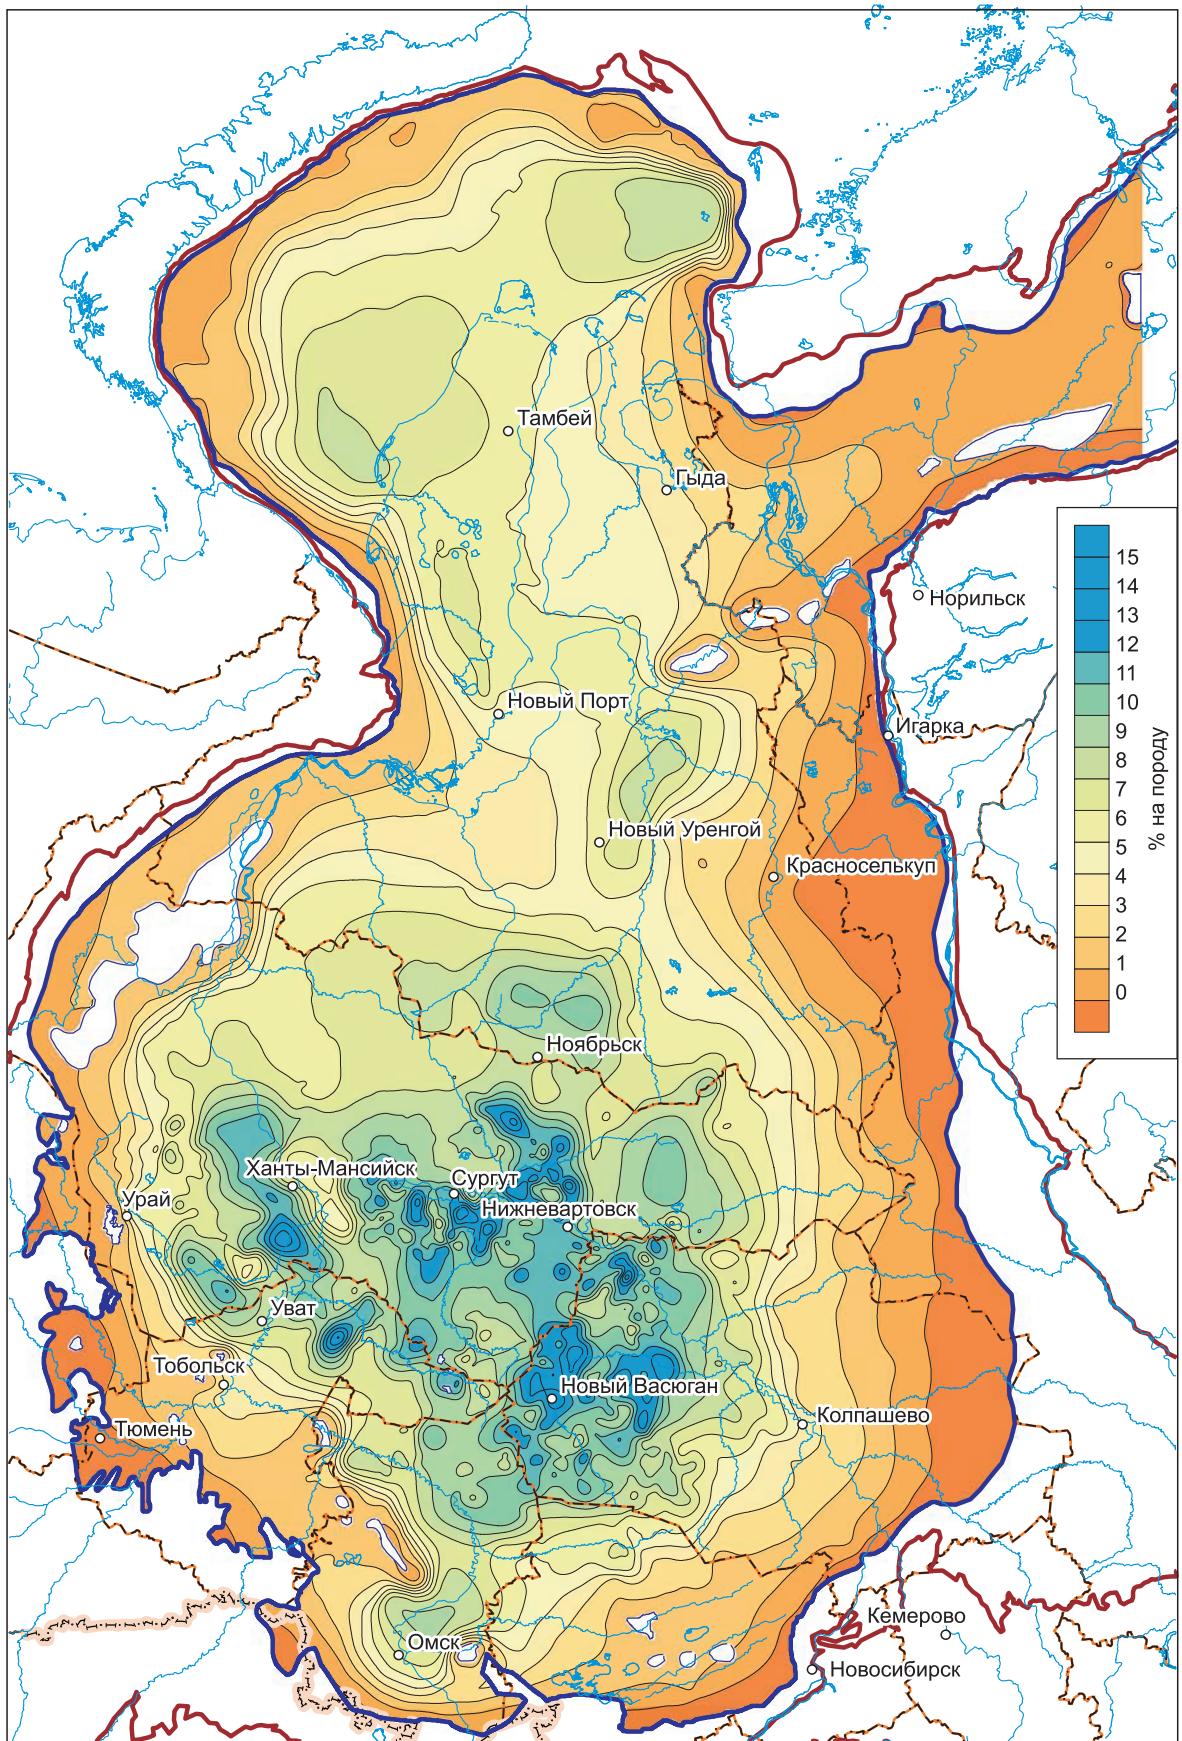 Тамбей
Гыда
Норильск
Новый Порт
Игарка
Новый Уренгой
Красноселькуп
Ноябрьск
Ханты-Мансийск
Сургут
Урай
Нижневартовск
Уват
Тобольск
Новый Васюган
Колпашево
Тюмень
Омск
Кемерово
Новосибирск
15
14
13
12
11
10
9
8
7
6
5
4
3
2
1
0
% на породу